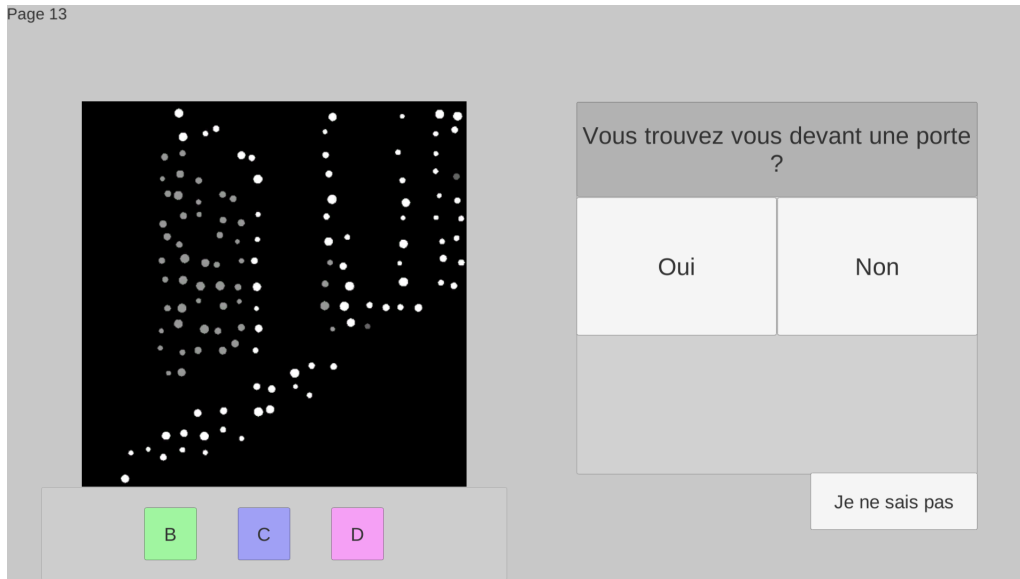 Page 13
Vous trouvez vous devant une porte
?
Oui
Non
Je ne sais pas
B
C
D